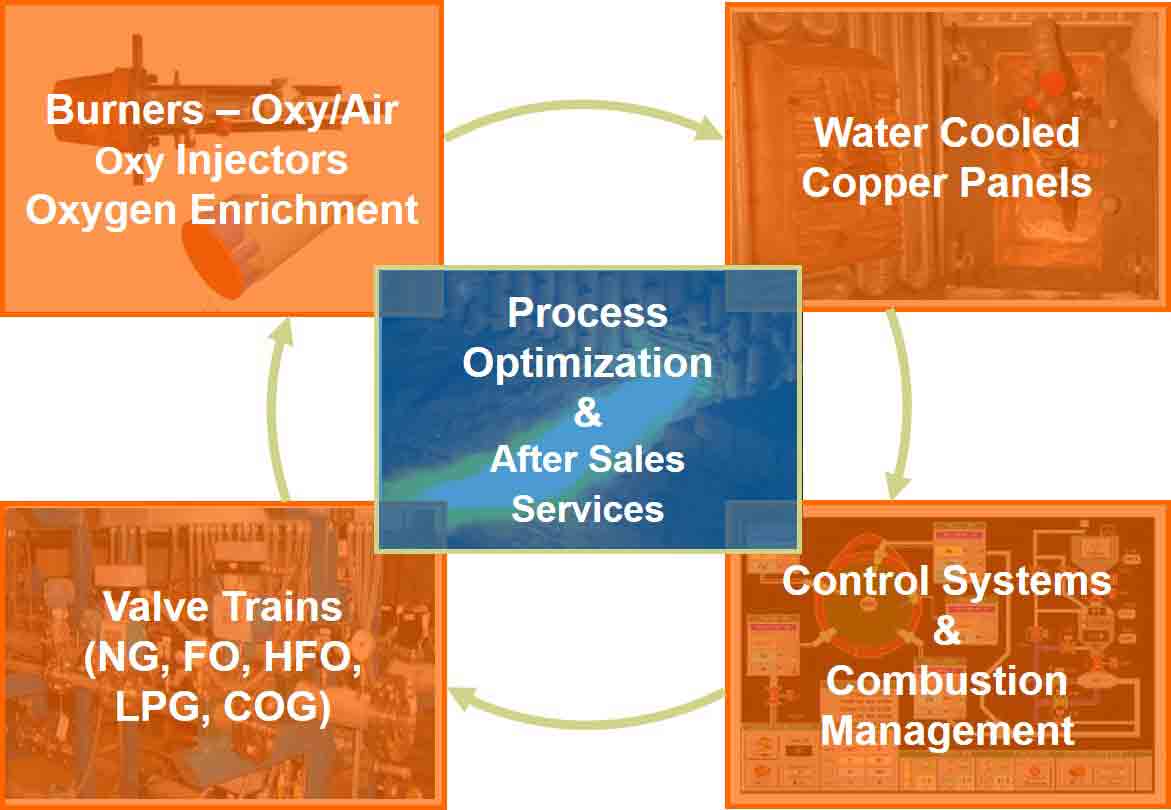 Burners – Oxy/Air
Oxy Injectors
Oxygen Enrichment
Water Cooled
Copper Panels
Process
Optimization
&
After Sales
Services
Valve Trains
(NG, FO, HFO,
LPG, COG)
Control Systems
&
Combustion
Management